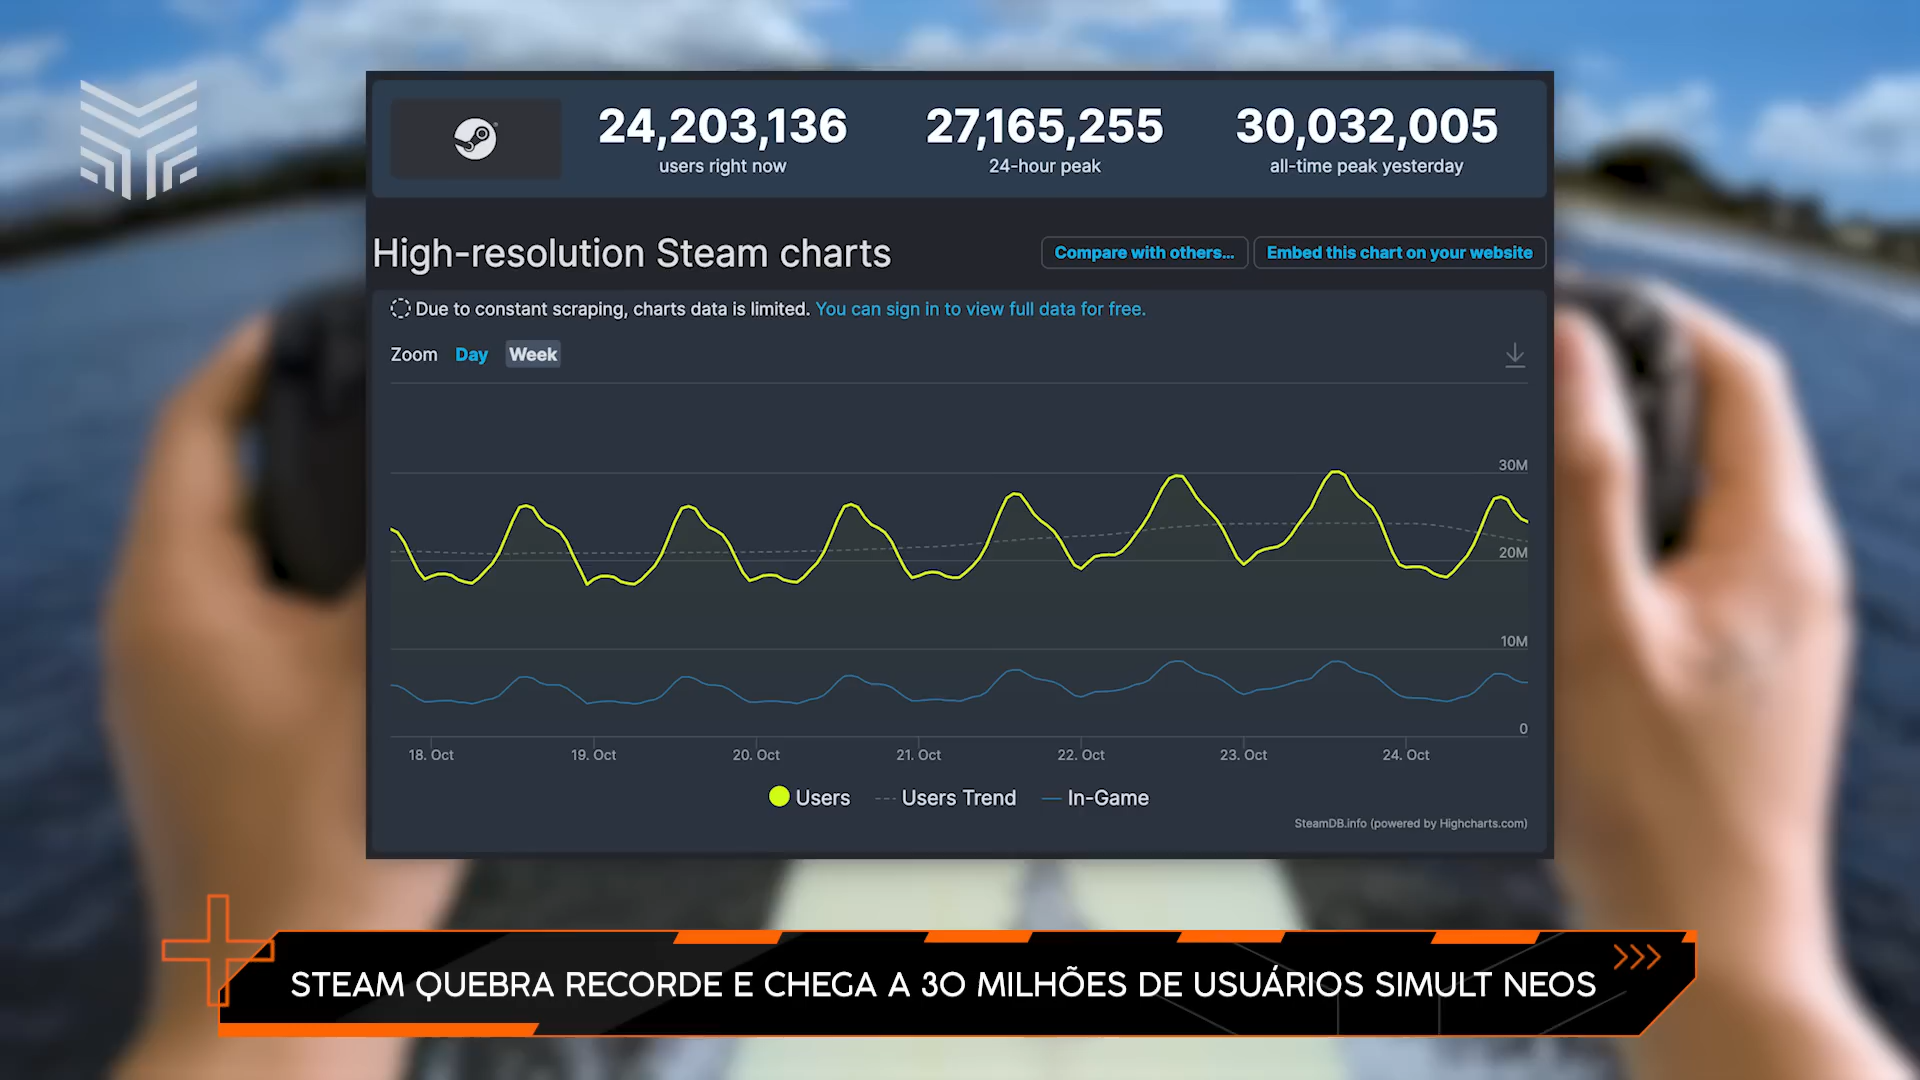 24,203,136 27,165,255 30,032,005
users right now 24-hour peak all-time peak yesterday
High-resolution Steam charts Compare with others... Embed this chart on your website
Due to constant scraping, charts data is limited. You can sign in to view full data for free.
Zoom Day Week
30M
20M
10M
0
18. Oct 19. Oct 20. Oct 21. Oct 22. Oct 23. Oct 24. Oct
Users Users Trend In-Game
SteamDB.info (powered by Highcharts.com)
STEAM QUEBRA RECORDE E CHEGA A 30 MILHÕES DE USUÁRIOS SIMULT NEOS